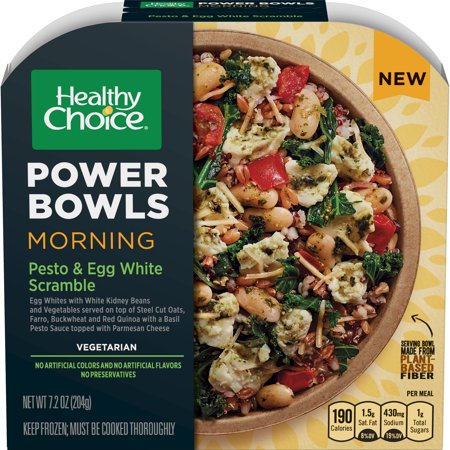 Healthy
Choice®
NEW
POWER
BOWLS
MORNING
Pesto & Egg White
Scramble
Egg Whites with White Kidney Beans
and Vegetables served on top of Steel Cut Oats,
Farro, Buckwheat and Red Quinoa with a Basil
Pesto Sauce topped with Parmesan Cheese
VEGETARIAN
NO ARTIFICIAL COLORS AND NO ARTIFICIAL FLAVORS
NO PRESERVATIVES
NET WT 7.2 OZ (204g)
KEEP FROZEN; MUST BE COOKED THOROUGHLY
SERVING BOWL
MADE FROM
PLANT-
BASED
FIBER
PER MEAL
190 Calories
1.5g Sat. Fat 8% DV
430mg Sodium 19% DV
1g Total Sugars